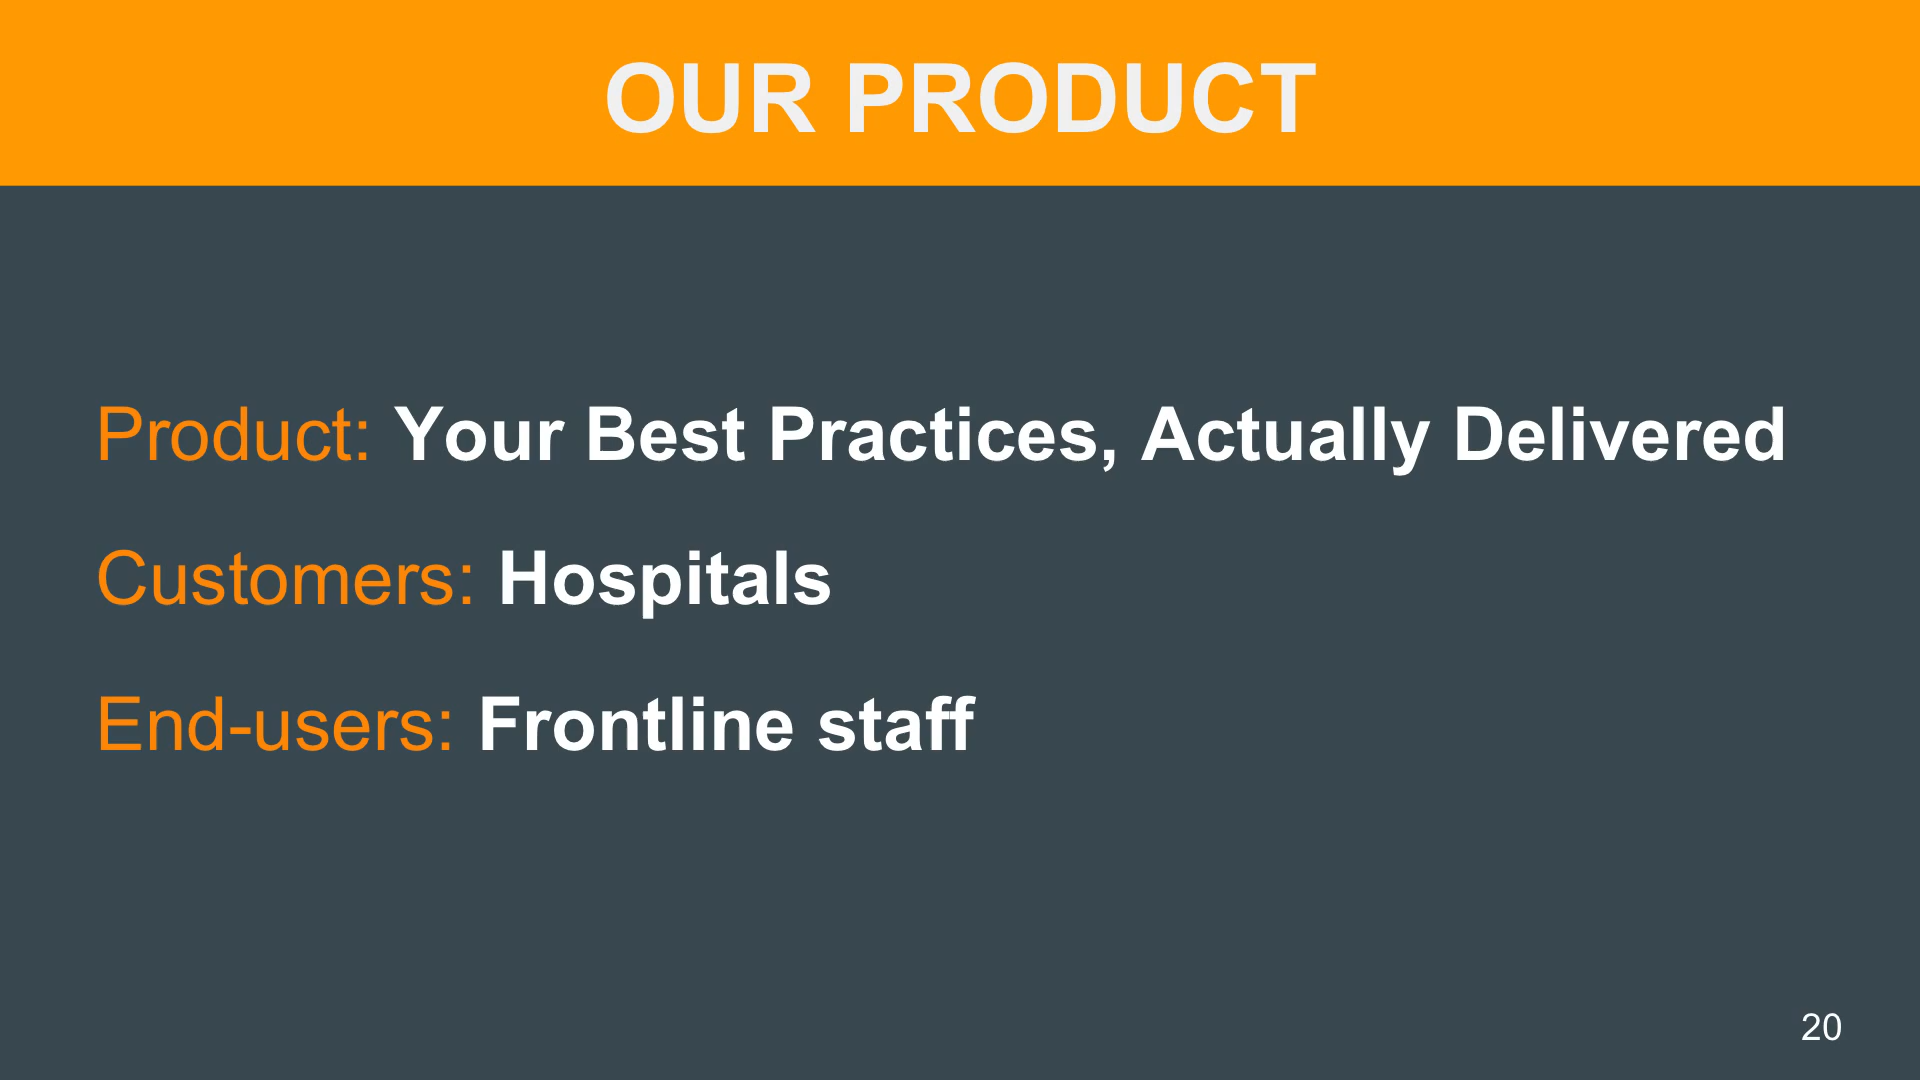 OUR PRODUCT
Product: Your Best Practices, Actually Delivered
Customers: Hospitals
End-users: Frontline staff
20